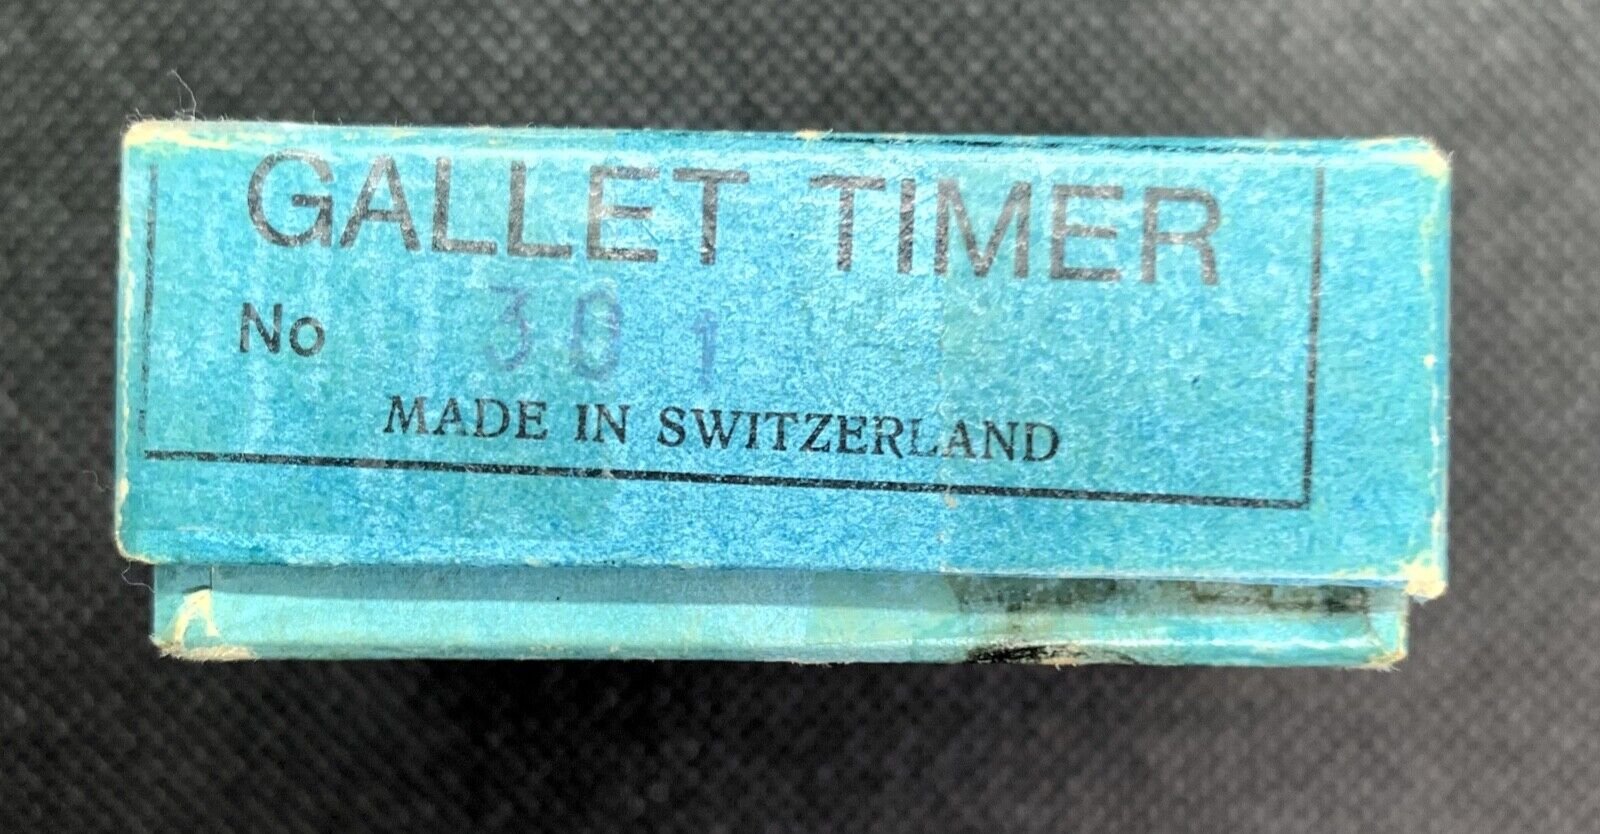 GALLET TIMER
No 301
MADE IN SWITZERLAND